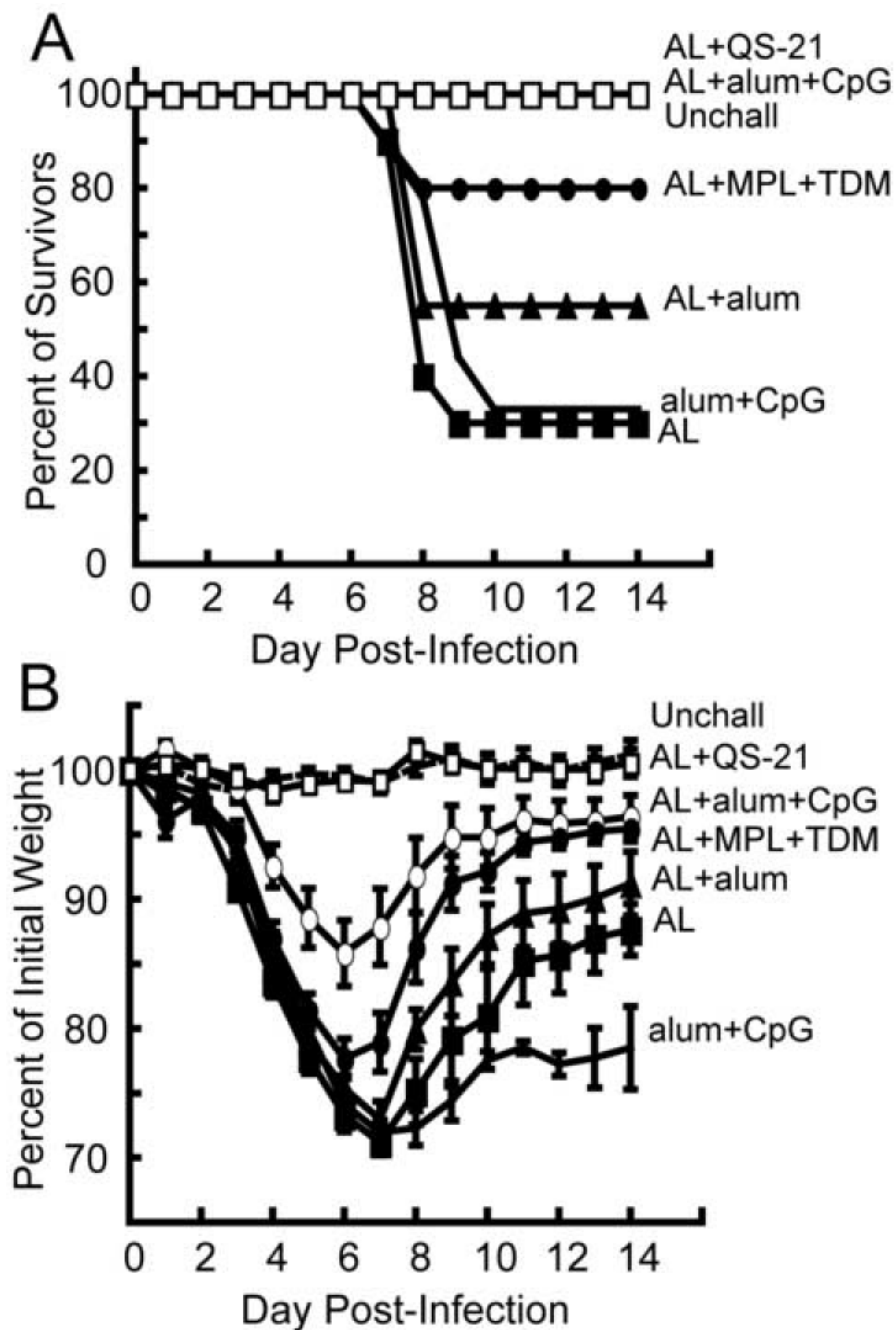 A
AL+QS-21
AL+alum+CpG
Unchall
AL+MPL+TDM
AL+alum
alum+CpG
AL
Percent of Survivors
100
80
60
40
20
0
0 2 4 6 8 10 12 14
Day Post-Infection
B
Unchall
AL+QS-21
AL+alum+CpG
AL+MPL+TDM
AL+alum
AL
alum+CpG
Percent of Initial Weight
100
90
80
70
0 2 4 6 8 10 12 14
Day Post-Infection